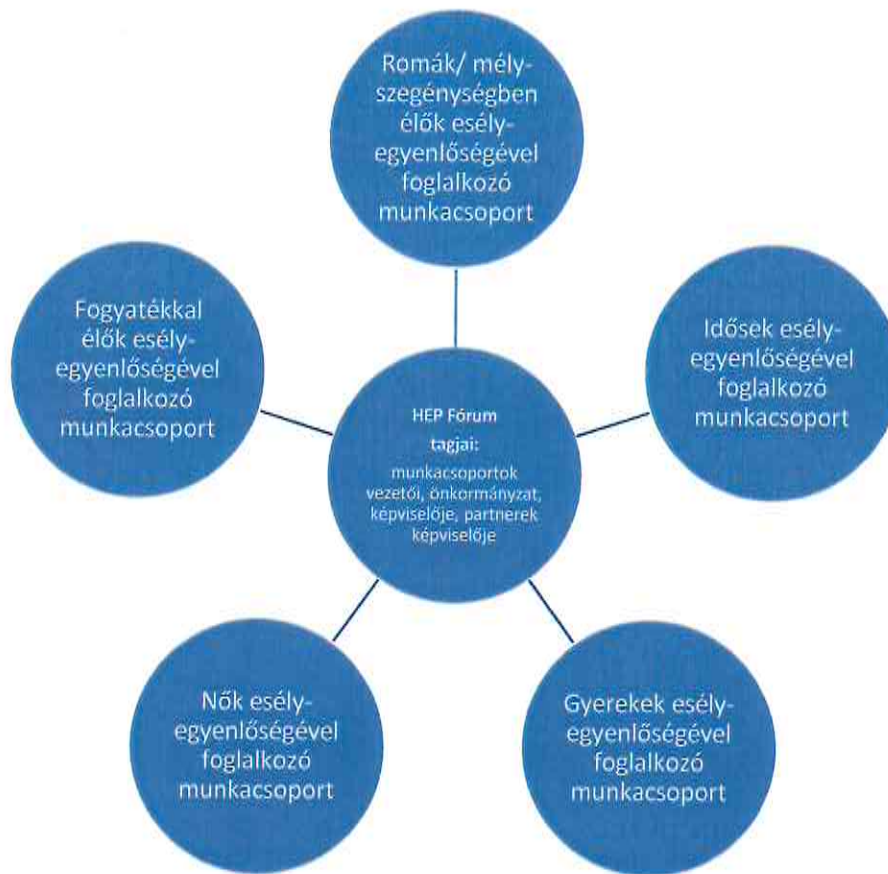 Romák/ mély-
szegénységben
élők esély-
egyenlőségével
foglalkozó
munkacsoport
Fogyatékkal
élők esély-
egyenlőségével
foglalkozó
munkacsoport
Idősek esély-
egyenlőségével
foglalkozó
munkacsoport
HEP Fórum
tagjai:
munkacsoportok
vezetői, önkormányzat,
képviselője, partnerek
képviselője
Nők esély-
egyenlőségével
foglalkozó
munkacsoport
Gyerekek esély-
egyenlőségével
foglalkozó
munkacsoport